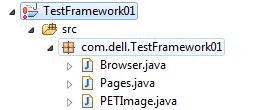 TestFramework01
src
com.dell.TestFramework01
Browser.java
Pages.java
PETImage.java